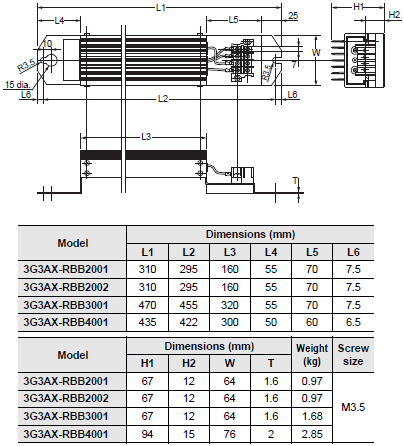 L1
H1
H2
L4
L5
25
10
R3.5
15 dia.
7
W
R3.5
L6
L2
L6
L3
T
Model Dimensions (mm)
L1 L2 L3 L4 L5 L6
3G3AX-RBB2001 310 295 160 55 70 7.5
3G3AX-RBB2002 310 295 160 55 70 7.5
3G3AX-RBB3001 470 455 320 55 70 7.5
3G3AX-RBB4001 435 422 300 50 60 6.5
Model Dimensions (mm) Weight (kg) Screw size
H1 H2 W T
3G3AX-RBB2001 67 12 64 1.6 0.97 M3.5
3G3AX-RBB2002 67 12 64 1.6 0.97
3G3AX-RBB3001 67 12 64 1.6 1.68
3G3AX-RBB4001 94 15 76 2 2.85